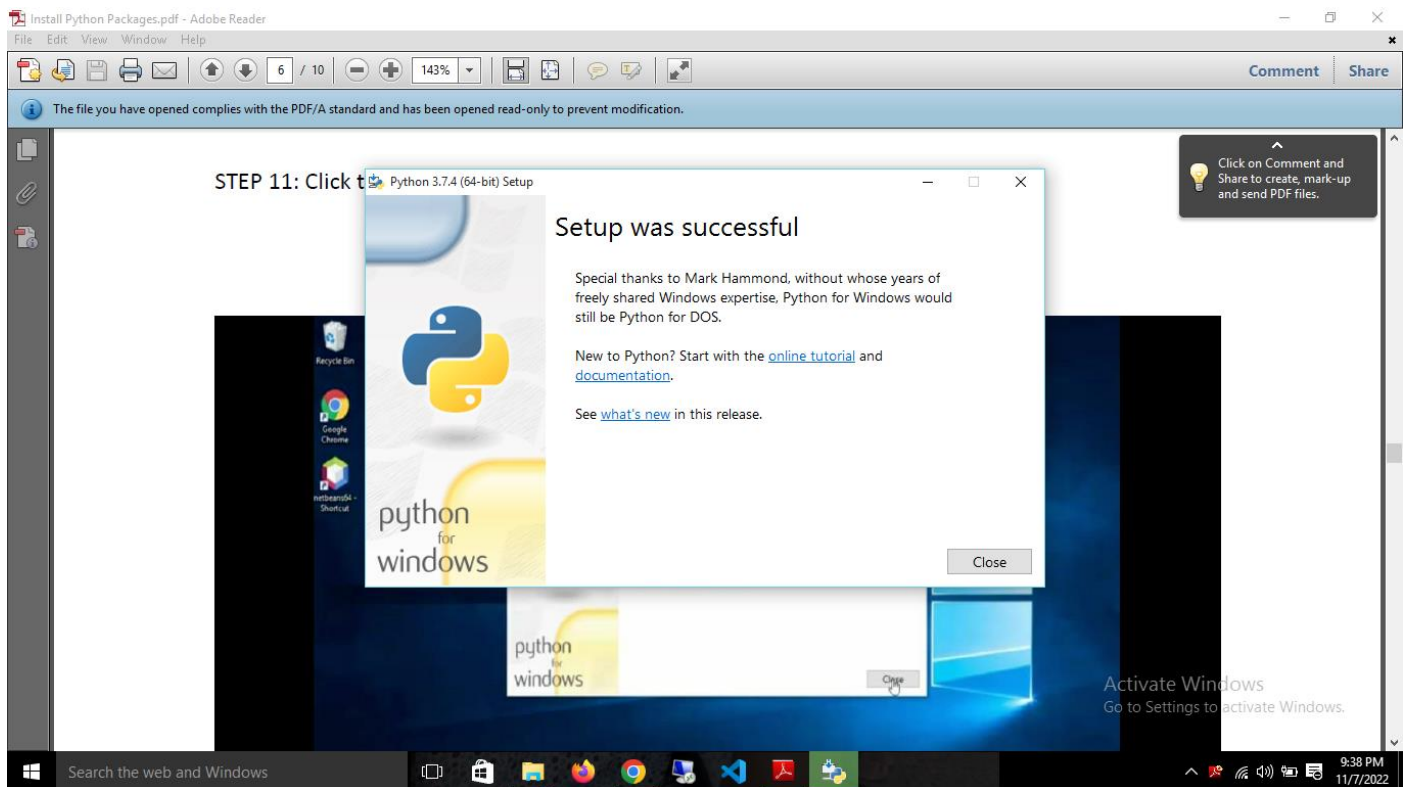 Install Python Packages.pdf - Adobe Reader
File Edit View Window Help
6 / 10
143%
Comment Share
The file you have opened complies with the PDF/A standard and has been opened read-only to prevent modification.
Click on Comment and
Share to create, mark-up
and send PDF files.
STEP 11: Click t
Python 3.7.4 (64-bit) Setup
Setup was successful
Special thanks to Mark Hammond, without whose years of
freely shared Windows expertise, Python for Windows would
still be Python for DOS.
New to Python? Start with the online tutorial and
documentation.
See what's new in this release.
python
for
windows
Close
Recycle Bin
Google
Chrome
netbeans64 -
Shortcut
python
for
windows
Close
Activate Windows
Go to Settings to activate Windows.
Search the web and Windows
9:38 PM
11/7/2022